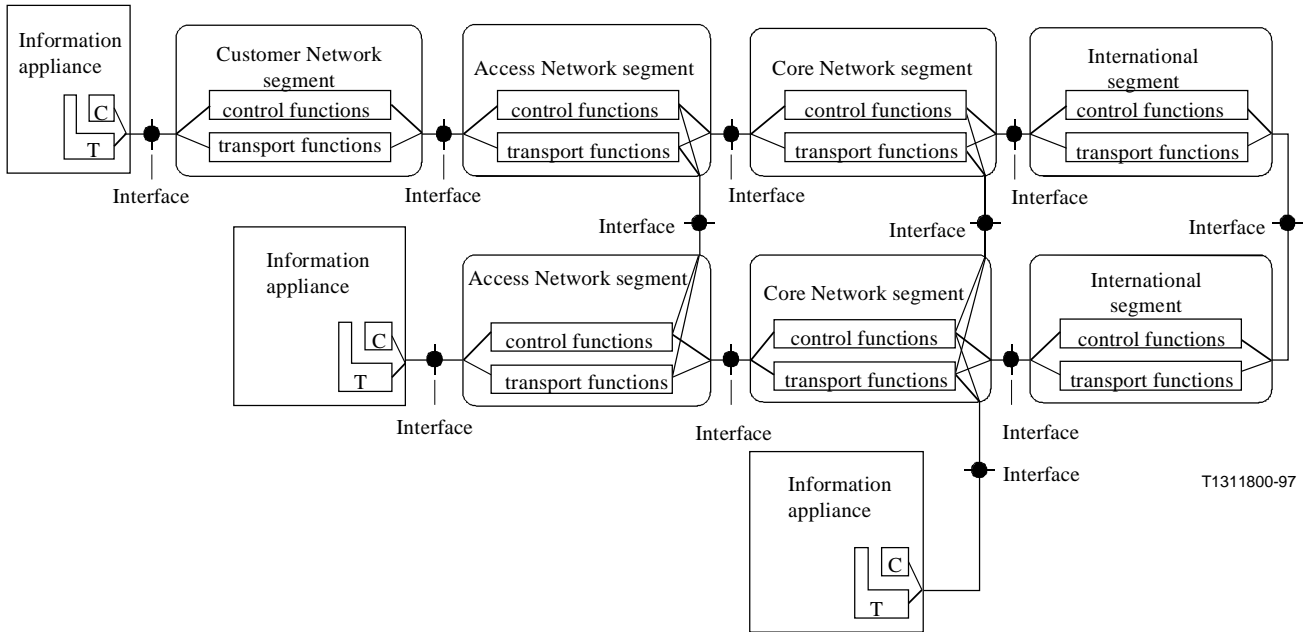 Information
appliance
C
T
Customer Network
segment
control functions
transport functions
Access Network segment
control functions
transport functions
Core Network segment
control functions
transport functions
International
segment
control functions
transport functions
Interface
Interface
Interface
Interface
Interface
Interface
Interface
Information
appliance
C
T
Access Network segment
control functions
transport functions
Core Network segment
control functions
transport functions
International
segment
control functions
transport functions
Interface
Interface
Interface
Information
appliance
C
T
Interface
T1311800-97